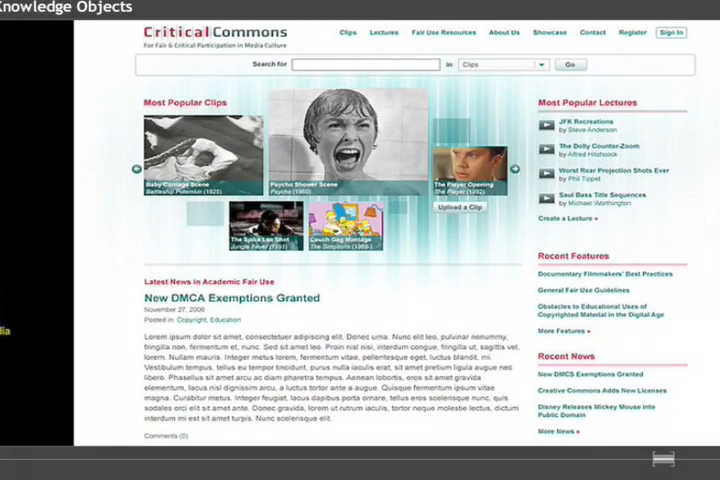 Knowledge Objects
Critical Commons
For Fair & Critical Participation in Media Culture
Clips Lectures Fair Use Resources About Us Showcase Contact Register Sign In
Search for in Clips Go
Most Popular Clips
Baby Carriage Scene
Battleship Potemkin (1925)
Psycho Shower Scene
Psycho (1960)
The Player Opening
The Player (1992)
Upload a Clip
The Spike Lee Shot
Jungle Fever (1991)
Couch Gag Montage
The Simpsons (1989-)
Most Popular Lectures
JFK Recreations
by Steve Anderson
The Dolly Counter-Zoom
by Alfred Hitchcock
Worst Rear Projection Shots Ever
by Phil Tippet
Saul Bass Title Sequences
by Michael Worthington
Create a Lecture »
Latest News in Academic Fair Use
New DMCA Exemptions Granted
November 27, 2006
Posted in: Copyright, Education
Lorem ipsum dolor sit amet, consectetuer adipiscing elit. Donec urna. Nunc elit leo, pulvinar nonummy,
fringilla non, fermentum et, nunc. Sed sit amet leo. Proin nisl nisi, interdum congue, fringilla ut, sagittis vel,
lorem. Nullam mauris. Integer metus lorem, fermentum vitae, pellentesque eget, luctus blandit, mi.
Vestibulum tempus, tellus eu tempor tincidunt, purus nulla iaculis erat, sit amet pretium ligula augue nec
libero. Phasellus sit amet arcu ac diam pharetra tempus. Aenean lobortis, eros sit amet gravida
elementum, lacus nisl dignissim arcu, a luctus tortor ante a augue. Quisque fermentum ipsum vitae
magna. Curabitur metus. Integer feugiat, lacus dapibus porta ornare, tellus eros scelerisque nunc, quis
sodales orci elit sit amet ante. Donec gravida, lorem ut rutrum iaculis, tortor neque molestie lectus, dictum
interdum mi est sit amet turpis. Nunc scelerisque elit.
Comments (0)
Recent Features
Documentary Filmmakers' Best Practices
General Fair Use Guidelines
Obstacles to Educational Uses of
Copyrighted Material in the Digital Age
More Features »
Recent News
New DMCS Exemptions Granted
Creative Commons Adds New Licenses
Disney Releases Mickey Mouse into
Public Domain
More News »